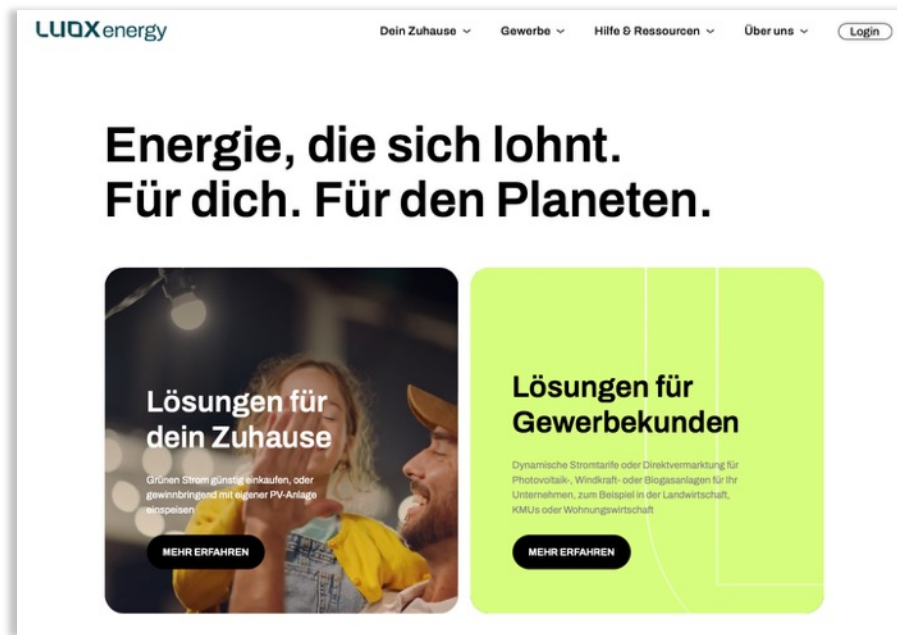 LUOX energy
Dein Zuhause
Gewerbe
Hilfe & Ressourcen
Über uns
Login
Energie, die sich lohnt.
Für dich. Für den Planeten.
Lösungen für
dein Zuhause
Grünen Strom günstig einkaufen, oder
gewinnbringend mit eigener PV-Anlage
einspeisen
MEHR ERFAHREN
Lösungen für
Gewerbekunden
Dynamische Stromtarife oder Direktvermarktung für
Photovoltaik-, Windkraft- oder Biogasanlagen für Ihr
Unternehmen, zum Beispiel in der Landwirtschaft,
KMUs oder Wohnungswirtschaft
MEHR ERFAHREN